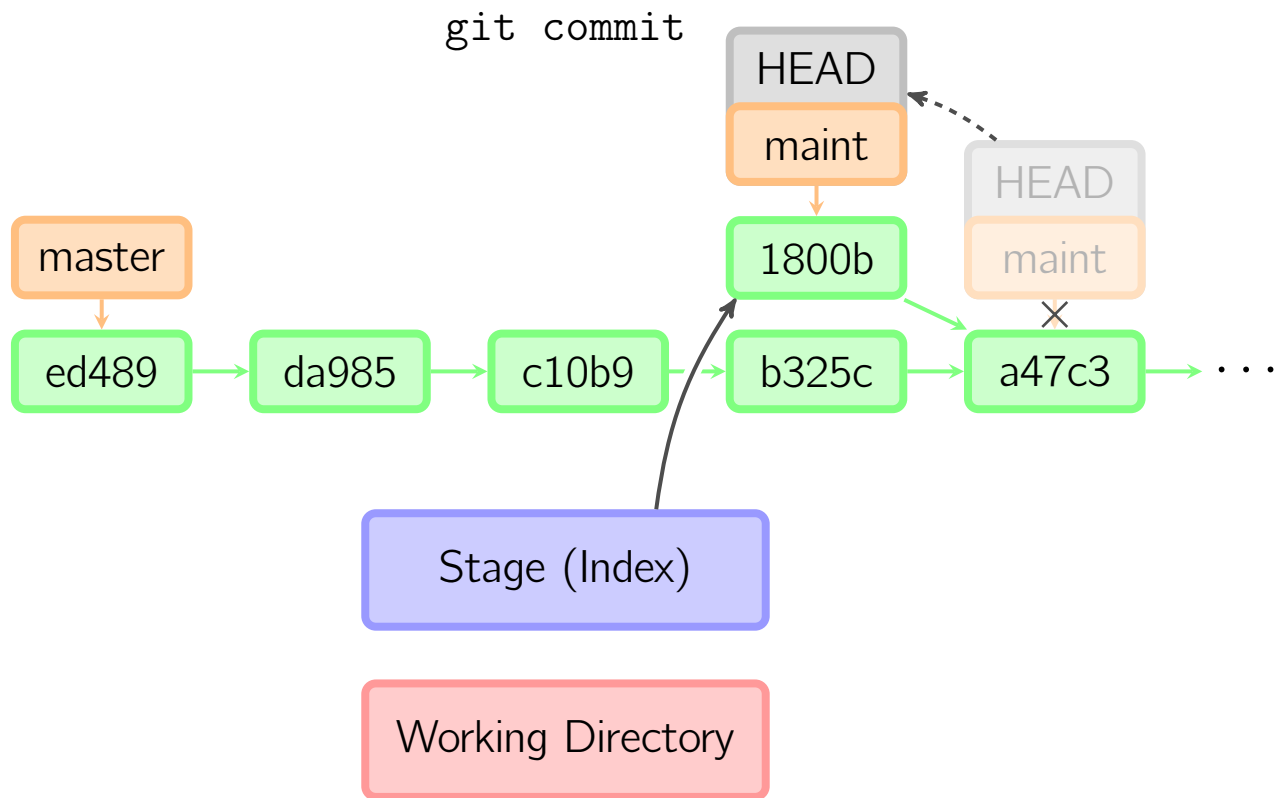 git commit
HEAD
maint
HEAD
maint
master
1800b
ed489
da985
c10b9
b325c
a47c3
...
Stage (Index)
Working Directory